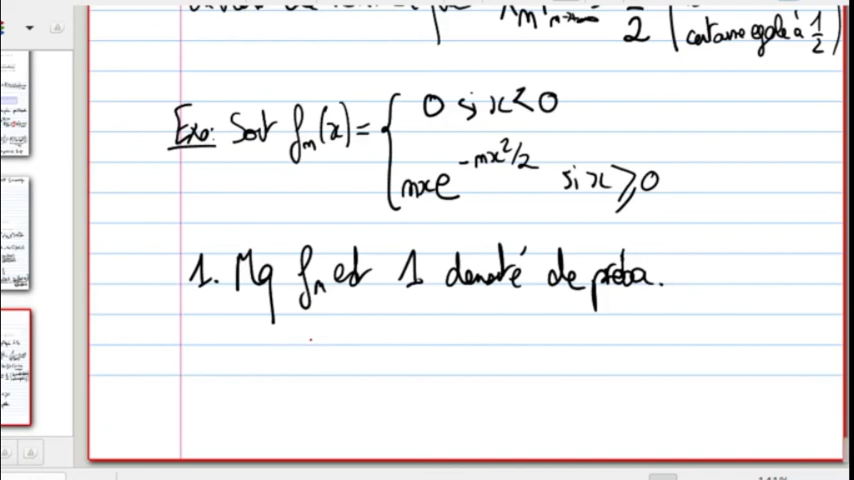 2 certaine égale à 1/2)
Exo: Soit fn(x) = { 0 si x < 0
nxe^(-nx²/2) si x ⩾ 0
1. Mq fn est 1 densité de proba.